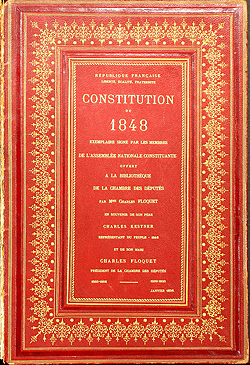 RÉPUBLIQUE FRANÇAISE
LIBERTÉ, ÉGALITÉ, FRATERNITÉ
CONSTITUTION
DE
1848
EXEMPLAIRE SIGNÉ PAR LES MEMBRES
DE L'ASSEMBLÉE NATIONALE CONSTITUANTE
OFFERT
A LA BIBLIOTHÈQUE
DE LA CHAMBRE DES DÉPUTÉS
PAR MME CHARLES FLOQUET
EN SOUVENIR DE SON PÈRE
CHARLES KESTNER
REPRÉSENTANT DU PEUPLE - 1848
ET DE SON MARI
CHARLES FLOQUET
PRÉSIDENT DE LA CHAMBRE DES DÉPUTÉS
JANVIER